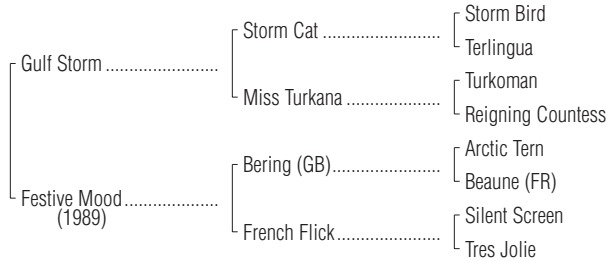 Storm Bird
Storm Cat ........................
Terlingua
Gulf Storm .......................
Turkoman
Miss Turkana ...................
Reigning Countess
Arctic Tern
Bering (GB)......................
Beaune (FR)
Festive Mood...................
(1989)
Silent Screen
French Flick.....................
Tres Jolie